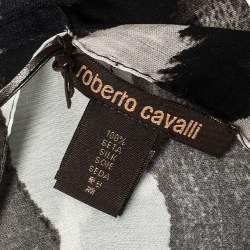 roberto cavalli
100%
SETA
SILK
SOIE
SEDA